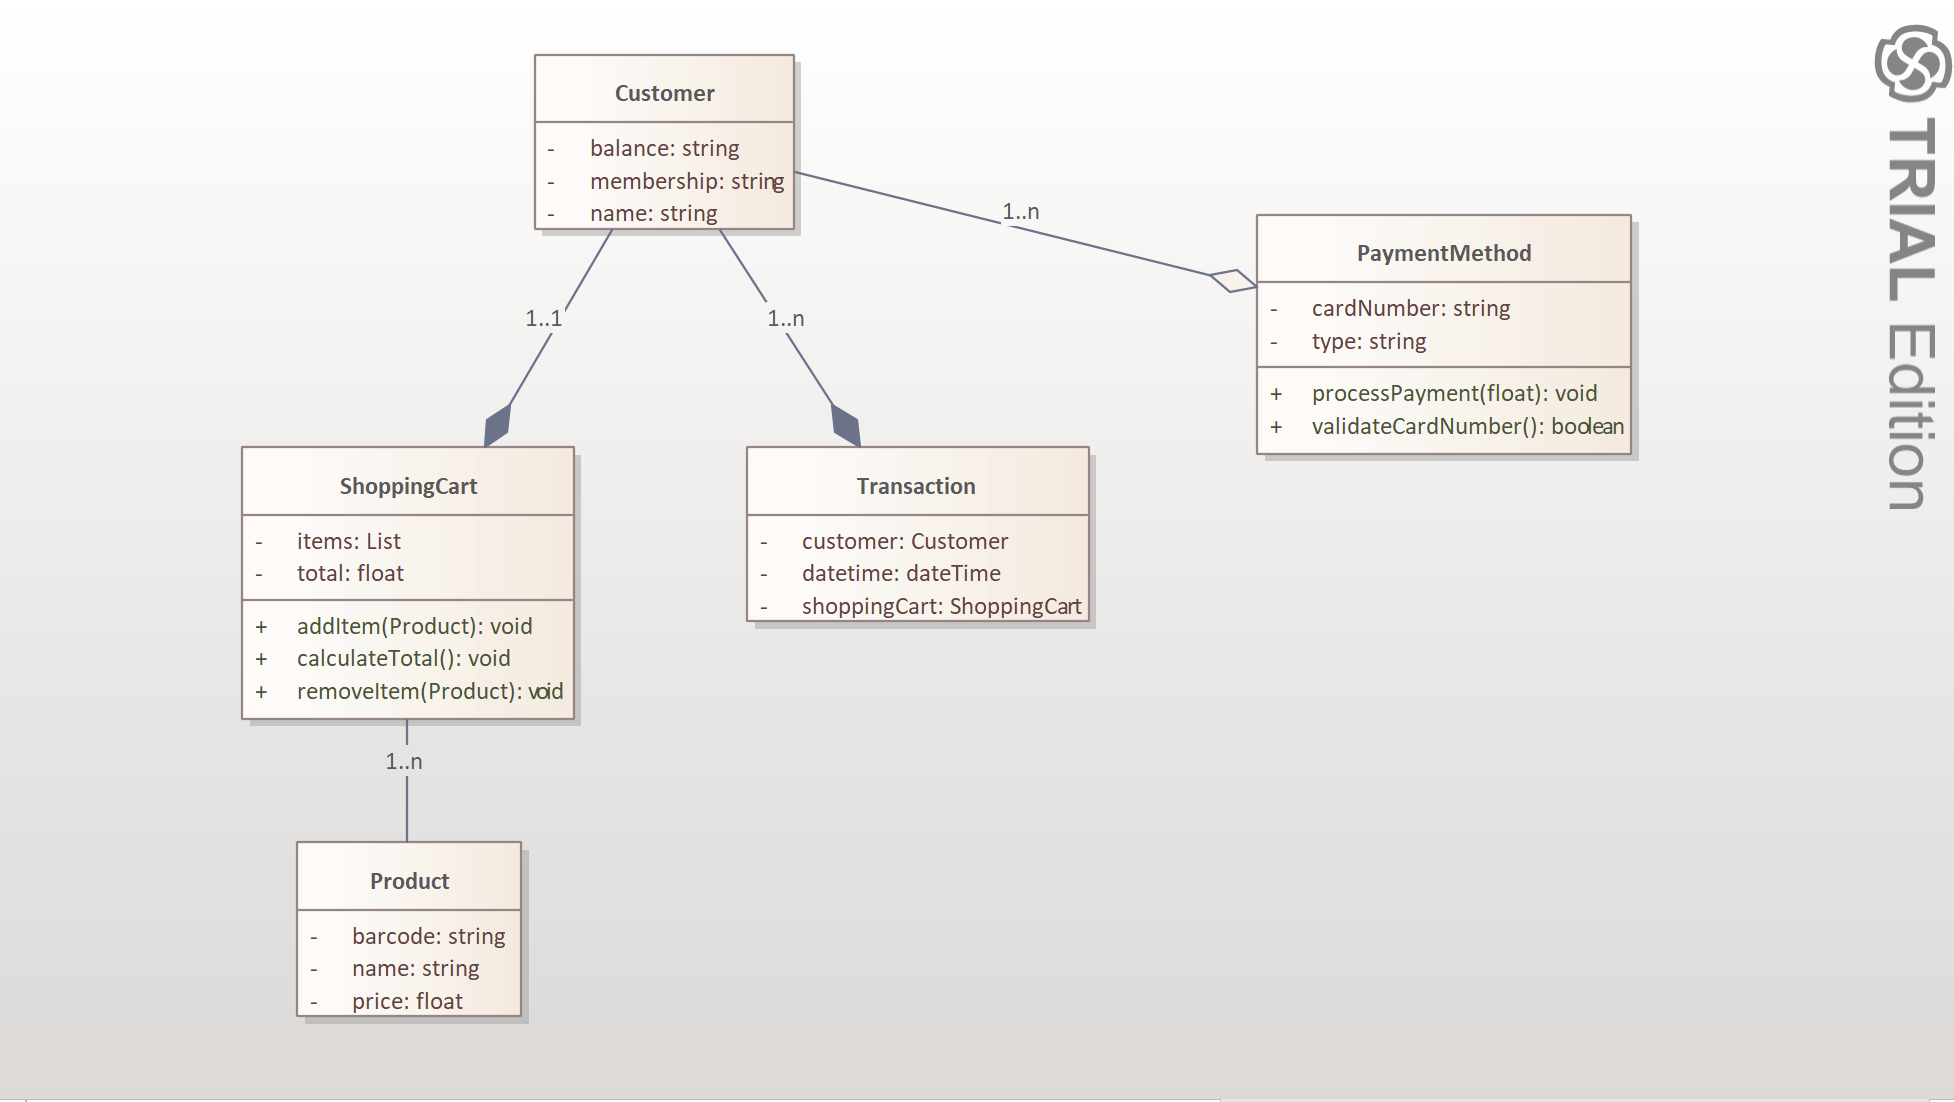 Customer
- balance: string
- membership: string
- name: string
1..n
PaymentMethod
- cardNumber: string
- type: string
+ processPayment(float): void
+ validateCardNumber(): boolean
1..1
1..n
ShoppingCart
- items: List
- total: float
+ addItem(Product): void
+ calculateTotal(): void
+ removeItem(Product): void
Transaction
- customer: Customer
- datetime: dateTime
- shoppingCart: ShoppingCart
1..n
Product
- barcode: string
- name: string
- price: float
TRIAL Edition